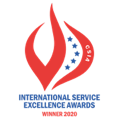 CSIA
INTERNATIONAL SERVICE
EXCELLENCE AWARDS
WINNER 2020